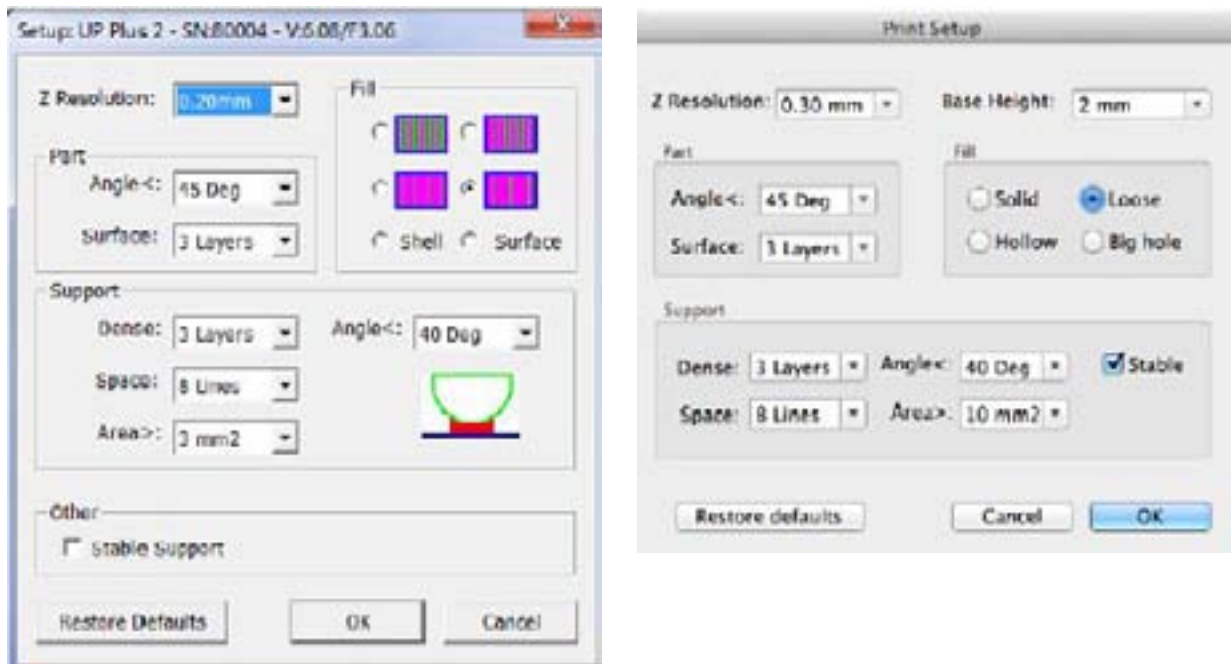 Setup: UP Plus 2 - SN:80004 - V:6.08/F3.06
Z Resolution: 0.20mm
Fill
Part
Angle<: 45 Deg
Surface: 3 Layers
Shell Surface
Support
Dense: 3 Layers Angle<: 40 Deg
Space: 8 Lines
Area>: 3 mm2
Other
Stable Support
Restore Defaults OK Cancel
Print Setup
Z Resolution: 0.30 mm Base Height: 2 mm
Part Fill
Angle<: 45 Deg Solid Loose
Surface: 3 Layers Hollow Big hole
Support
Dense: 3 Layers Angle<: 40 Deg Stable
Space: 8 Lines Area>: 10 mm2
Restore defaults Cancel OK